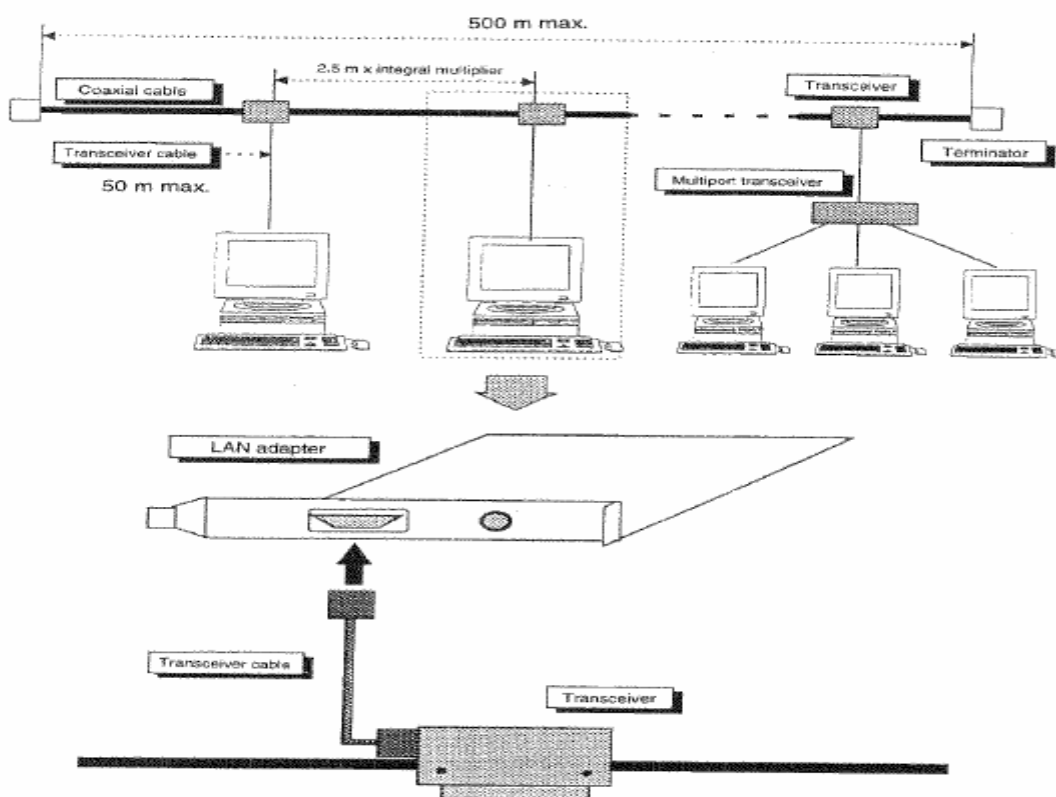 500 m max.
2.5 m x integral multiplier
Coaxial cable
Transceiver
Transceiver cable
50 m max.
Terminator
Multiport transceiver
LAN adapter
Transceiver cable
Transceiver